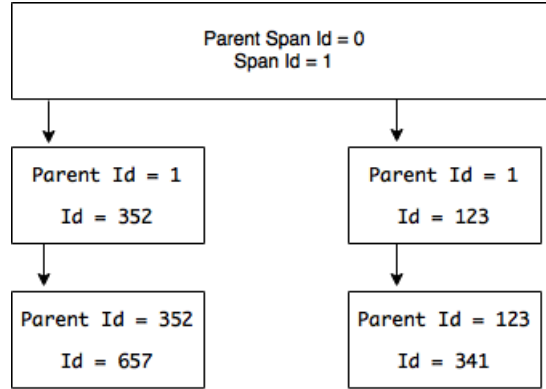 Parent Span Id = 0
Span Id = 1
Parent Id = 1
Id = 352
Parent Id = 1
Id = 123
Parent Id = 352
Id = 657
Parent Id = 123
Id = 341